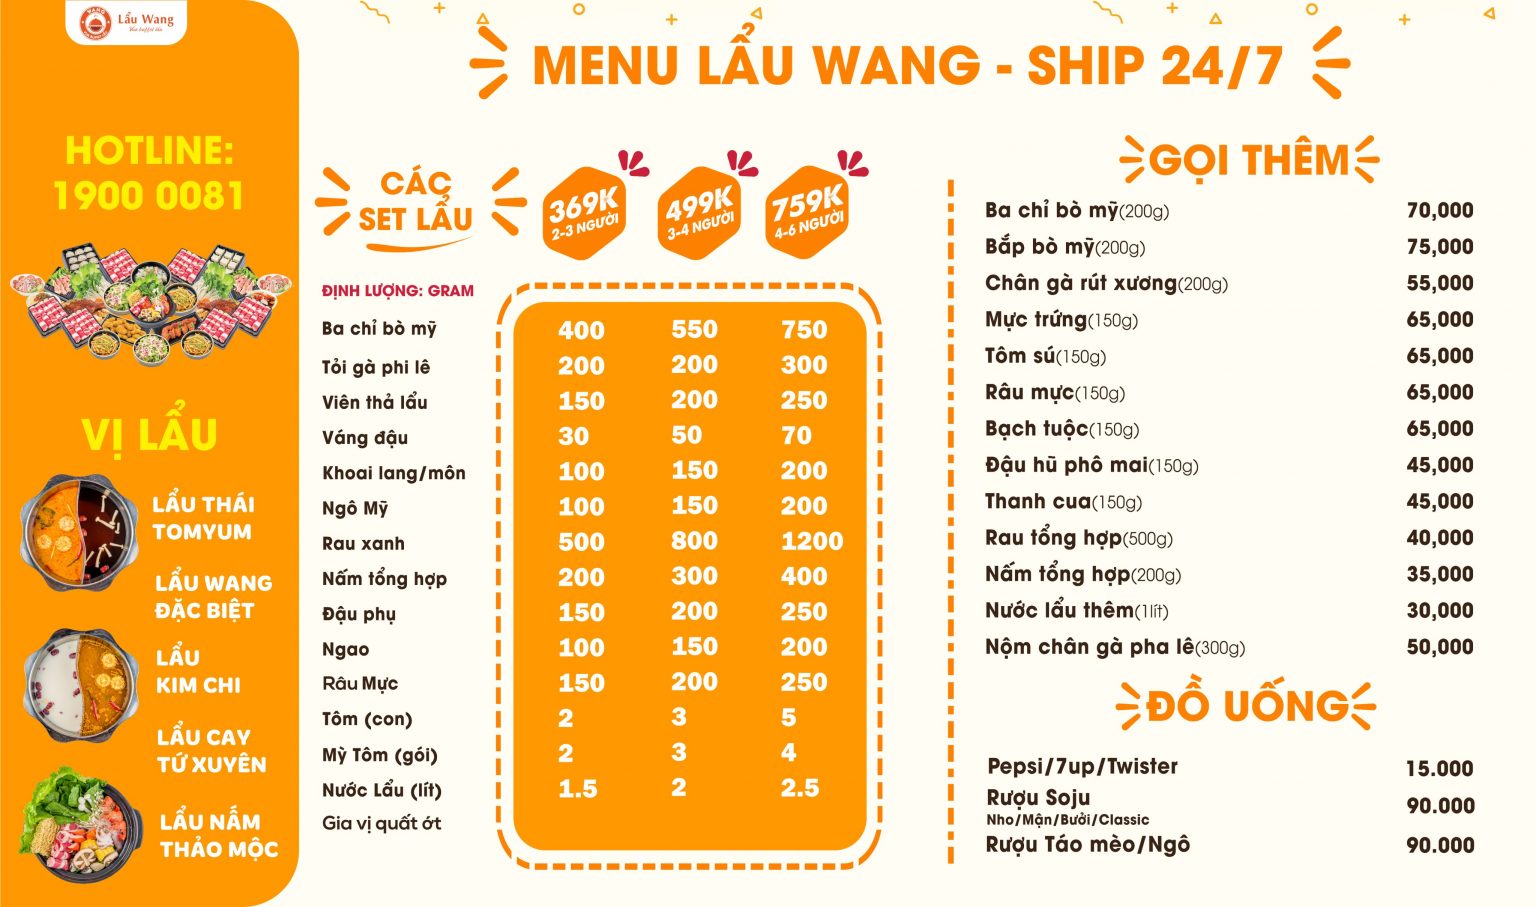 WANG
Lẩu Wang
HOTLINE:
1900 0081
VỊ LẨU
LẨU THÁI
TOMYUM
LẨU WANG
ĐẶC BIỆT
LẨU
KIM CHI
LẨU CAY
TỨ XUYÊN
LẨU NẤM
THẢO MỘC
MENU LẨU WANG - SHIP 24/7
CÁC
SET LẨU
369K
2-3 NGƯỜI
499K
3-4 NGƯỜI
759K
4-6 NGƯỜI
ĐỊNH LƯỢNG: GRAM
Ba chỉ bò mỹ 400 550 750
Tỏi gà phi lê 200 200 300
Viên thả lẩu 150 200 250
Váng đậu 30 50 70
Khoai lang/môn 100 150 200
Ngô Mỹ 100 150 200
Rau xanh 500 800 1200
Nấm tổng hợp 200 300 400
Đậu phụ 150 200 250
Ngao 100 150 200
Râu Mực 150 200 250
Tôm (con) 2 3 5
Mỳ Tôm (gói) 2 3 4
Nước Lẩu (lít) 1.5 2 2.5
Gia vị quất ớt
GỌI THÊM
Ba chỉ bò mỹ(200g) 70,000
Bắp bò mỹ(200g) 75,000
Chân gà rút xương(200g) 55,000
Mực trứng(150g) 65,000
Tôm sú(150g) 65,000
Râu mực(150g) 65,000
Bạch tuộc(150g) 65,000
Đậu hũ phô mai(150g) 45,000
Thanh cua(150g) 45,000
Rau tổng hợp(500g) 40,000
Nấm tổng hợp(200g) 35,000
Nước lẩu thêm(1lít) 30,000
Nộm chân gà pha lê(300g) 50,000
ĐỒ UỐNG
Pepsi/7up/Twister 15.000
Rượu Soju 90.000
Nho/Mận/Bưởi/Classic
Rượu Táo mèo/Ngô 90.000